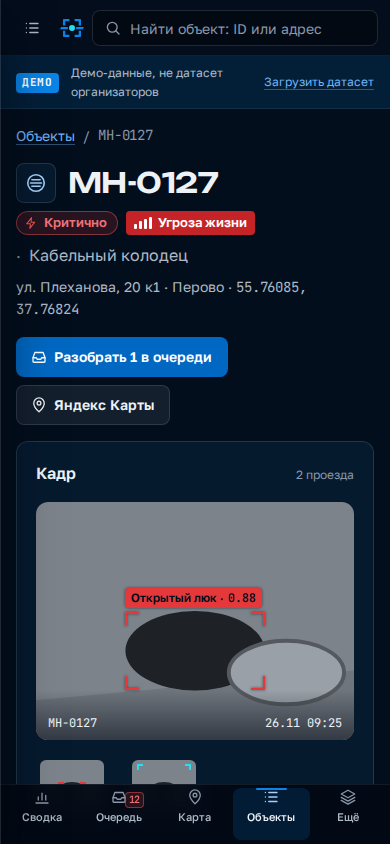 Найти объект: ID или адрес
ДЕМО
Демо-данные, не датасет
организаторов
Загрузить датасет
Объекты / MH-0127
MH-0127
Критично
Угроза жизни
· Кабельный колодец
ул. Плеханова, 20 к1 · Перово · 55.76085,
37.76824
Разобрать 1 в очереди
Яндекс Карты
Кадр
2 проезда
Открытый люк · 0.88
MH-0127
26.11 09:25
12
Сводка
Очередь
Карта
Объекты
Ещё